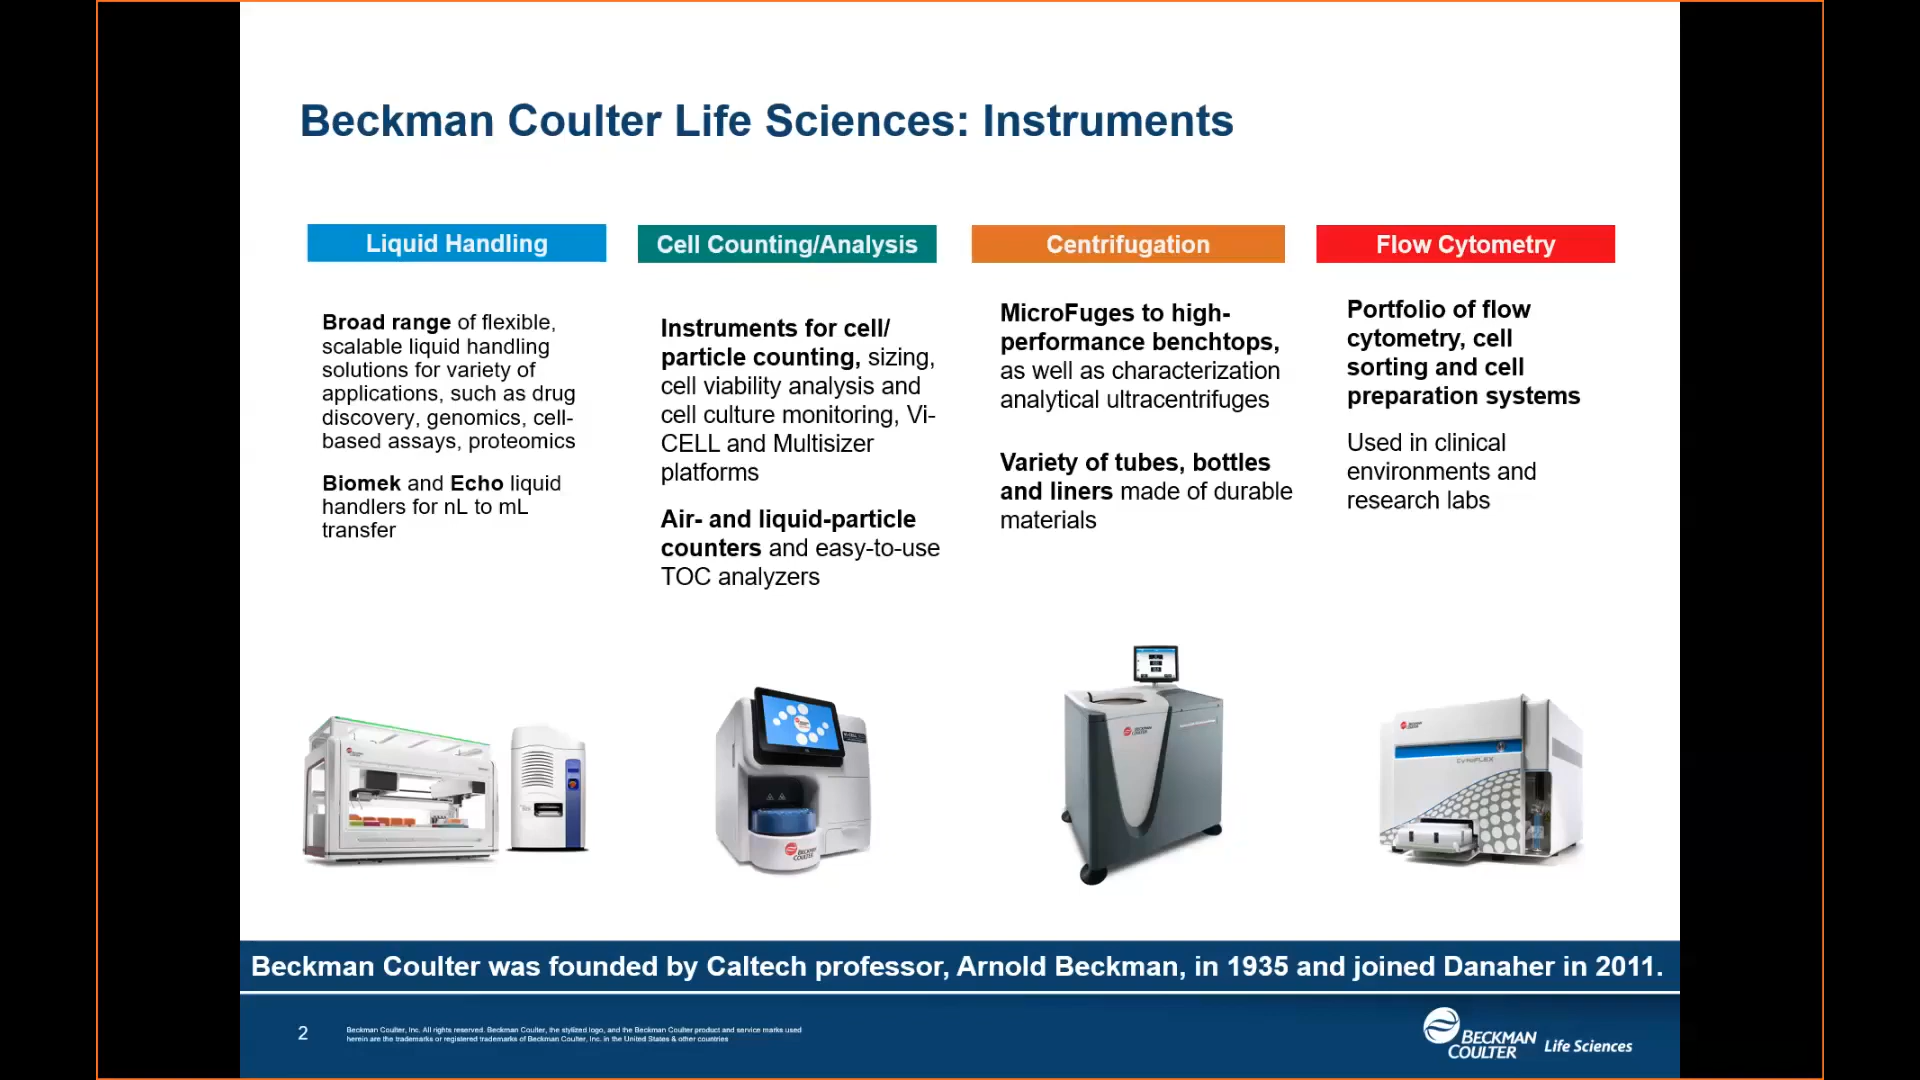 Beckman Coulter Life Sciences: Instruments
Liquid Handling
Broad range of flexible,
scalable liquid handling
solutions for variety of
applications, such as drug
discovery, genomics, cell-
based assays, proteomics
Biomek and Echo liquid
handlers for nL to mL
transfer
Cell Counting/Analysis
Instruments for cell/
particle counting, sizing,
cell viability analysis and
cell culture monitoring, Vi-
CELL and Multisizer
platforms
Air- and liquid-particle
counters and easy-to-use
TOC analyzers
Centrifugation
MicroFuges to high-
performance benchtops,
as well as characterization
analytical ultracentrifuges
Variety of tubes, bottles
and liners made of durable
materials
Flow Cytometry
Portfolio of flow
cytometry, cell
sorting and cell
preparation systems
Used in clinical
environments and
research labs
BECKMAN
COULTER
BECKMAN
COULTER
BECKMAN
COULTER
CytoFLEX
Beckman Coulter was founded by Caltech professor, Arnold Beckman, in 1935 and joined Danaher in 2011.
2
Beckman Coulter, Inc. All rights reserved. Beckman Coulter, the stylized logo, and the Beckman Coulter product and service marks used
herein are the trademarks or registered trademarks of Beckman Coulter, Inc. in the United States & other countries
BECKMAN
COULTER Life Sciences